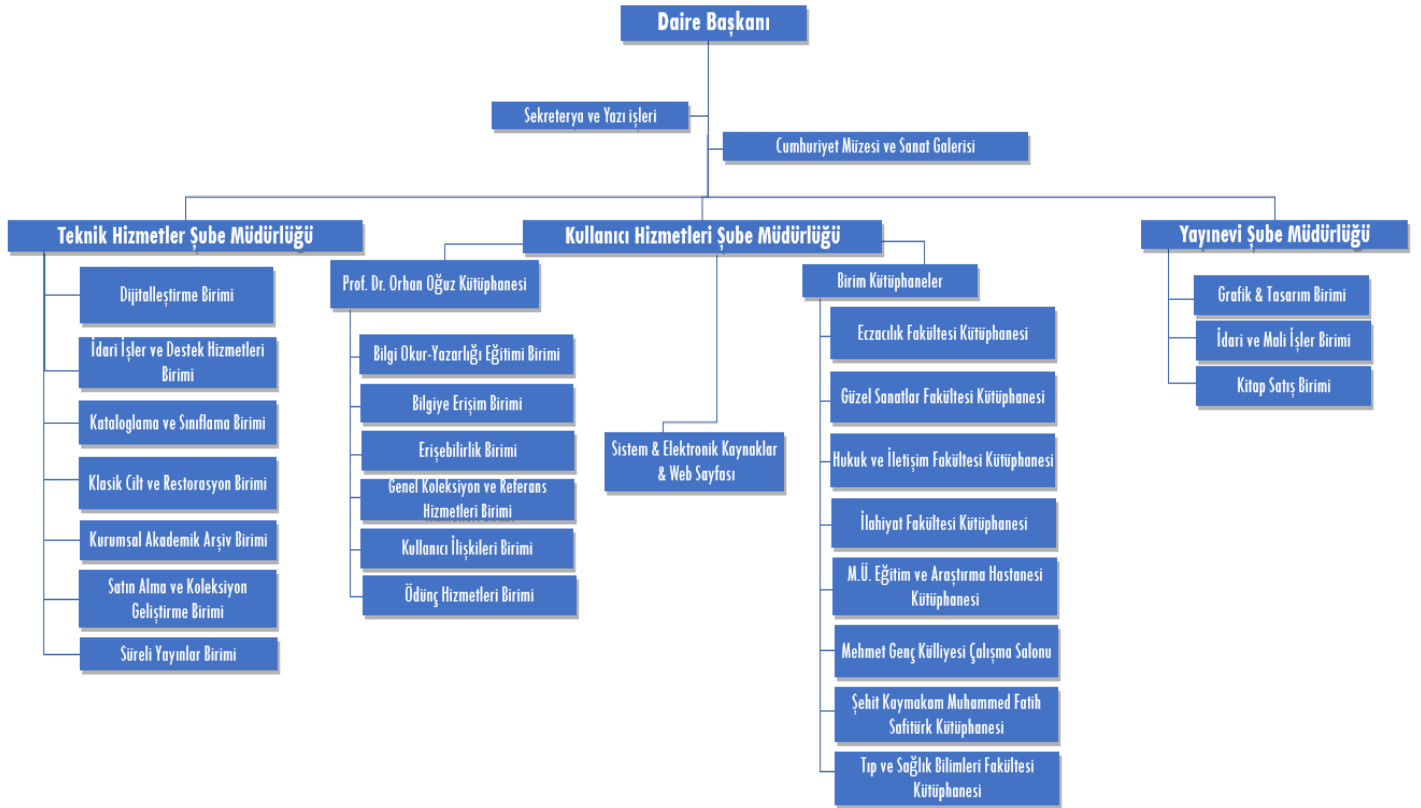 Daire Başkanı
Sekreterya ve Yazı işleri
Cumhuriyet Müzesi ve Sanat Galerisi
Teknik Hizmetler Şube Müdürlüğü
Dijitalleştirme Birimi
İdari İşler ve Destek Hizmetleri
Birimi
Kataloglama ve Sınıflama Birimi
Klasik Cilt ve Restorasyon Birimi
Kurumsal Akademik Arşiv Birimi
Satın Alma ve Koleksiyon
Geliştirme Birimi
Süreli Yayınlar Birimi
Kullanıcı Hizmetleri Şube Müdürlüğü
Prof. Dr. Orhan Oğuz Kütüphanesi
Bilgi Okur-Yazarlığı Eğitimi Birimi
Bilgiye Erişim Birimi
Erişebilirlik Birimi
Genel Koleksiyon ve Referans
Hizmetleri Birimi
Kullanıcı İlişkileri Birimi
Ödünç Hizmetleri Birimi
Sistem & Elektronik Kaynaklar
& Web Sayfası
Birim Kütüphaneler
Eczacılık Fakültesi Kütüphanesi
Güzel Sanatlar Fakültesi Kütüphanesi
Hukuk ve İletişim Fakültesi Kütüphanesi
İlahiyat Fakültesi Kütüphanesi
M.Ü. Eğitim ve Araştırma Hastanesi
Kütüphanesi
Mehmet Genç Külliyesi Çalışma Salonu
Şehit Kaymakam Muhammed Fatih
Safitürk Kütüphanesi
Tıp ve Sağlık Bilimleri Fakültesi
Kütüphanesi
Yayınevi Şube Müdürlüğü
Grafik & Tasarım Birimi
İdari ve Mali İşler Birimi
Kitap Satış Birimi